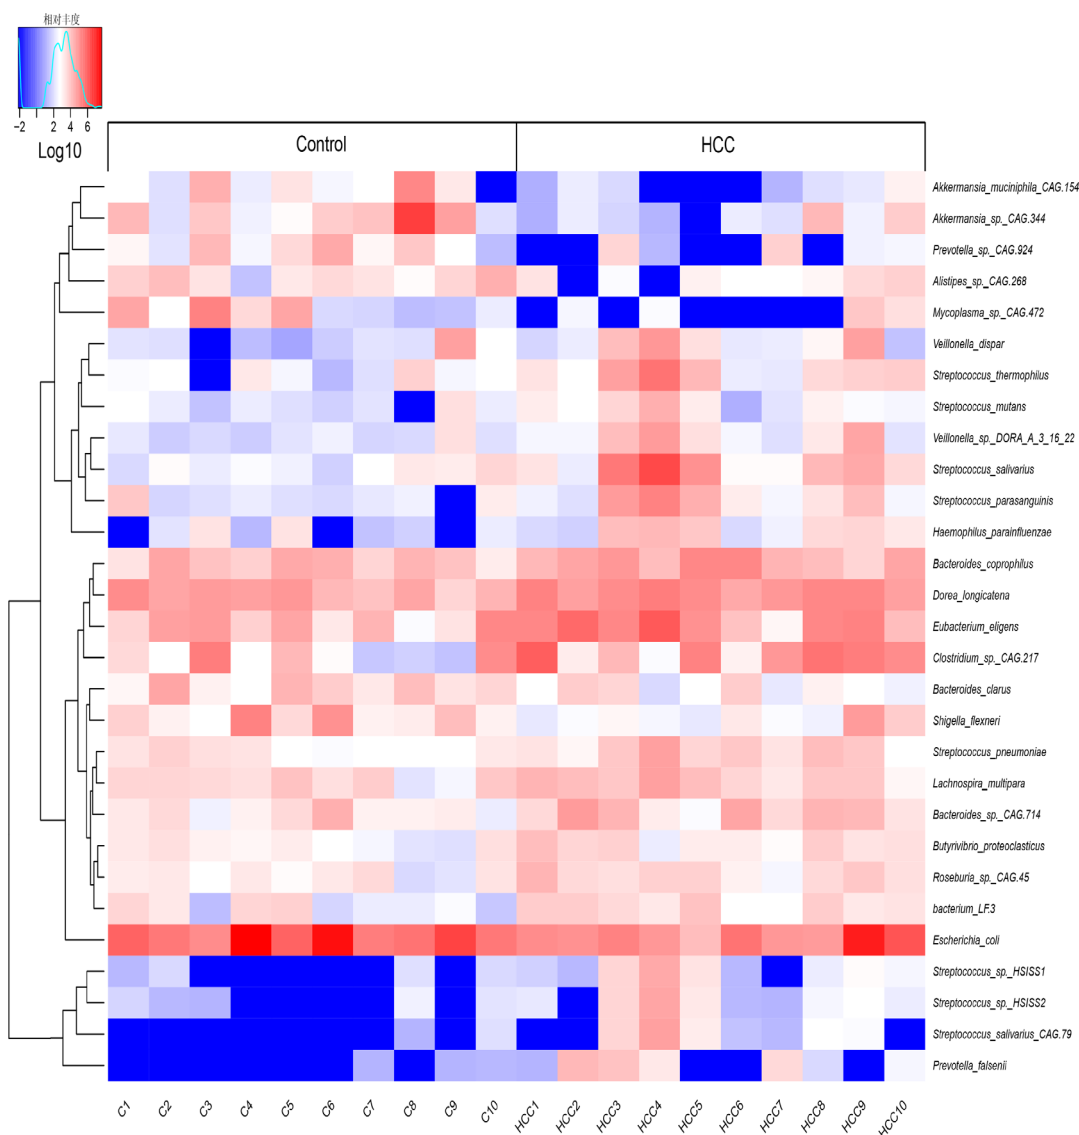 相对丰度
−2 2 4 6
Log10
Control HCC
Akkermansia_muciniphila_CAG.154
Akkermansia_sp._CAG.344
Prevotella_sp._CAG.924
Alistipes_sp._CAG.268
Mycoplasma_sp._CAG.472
Veillonella_dispar
Streptococcus_thermophilus
Streptococcus_mutans
Veillonella_sp._DORA_A_3_16_22
Streptococcus_salivarius
Streptococcus_parasanguinis
Haemophilus_parainfluenzae
Bacteroides_coprophilus
Dorea_longicatena
Eubacterium_eligens
Clostridium_sp._CAG.217
Bacteroides_clarus
Shigella_flexneri
Streptococcus_pneumoniae
Lachnospira_multipara
Bacteroides_sp._CAG.714
Butyrivibrio_proteoclasticus
Roseburia_sp._CAG.45
bacterium_LF.3
Escherichia_coli
Streptococcus_sp._HSISS1
Streptococcus_sp._HSISS2
Streptococcus_salivarius_CAG.79
Prevotella_falsenii
C1 C2 C3 C4 C5 C6 C7 C8 C9 C10 HCC1 HCC2 HCC3 HCC4 HCC5 HCC6 HCC7 HCC8 HCC9 HCC10